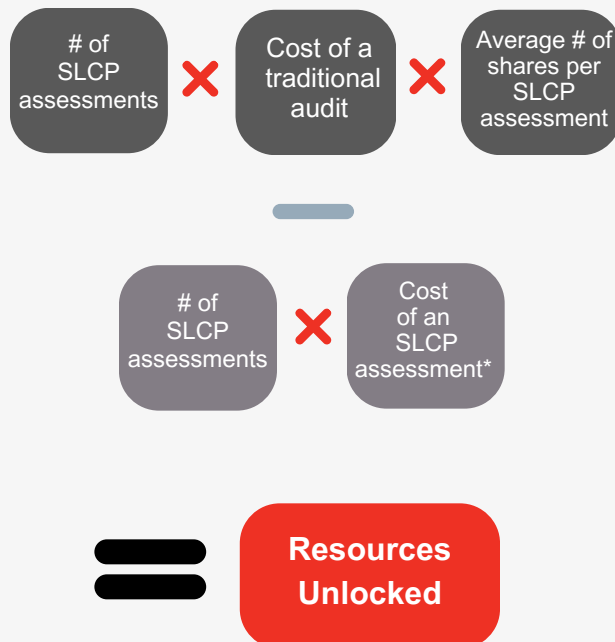 # of
SLCP
assessments
×
Cost of a
traditional
audit
×
Average # of
shares per
SLCP
assessment
—
# of
SLCP
assessments
×
Cost
of an
SLCP
assessment*
=
Resources
Unlocked